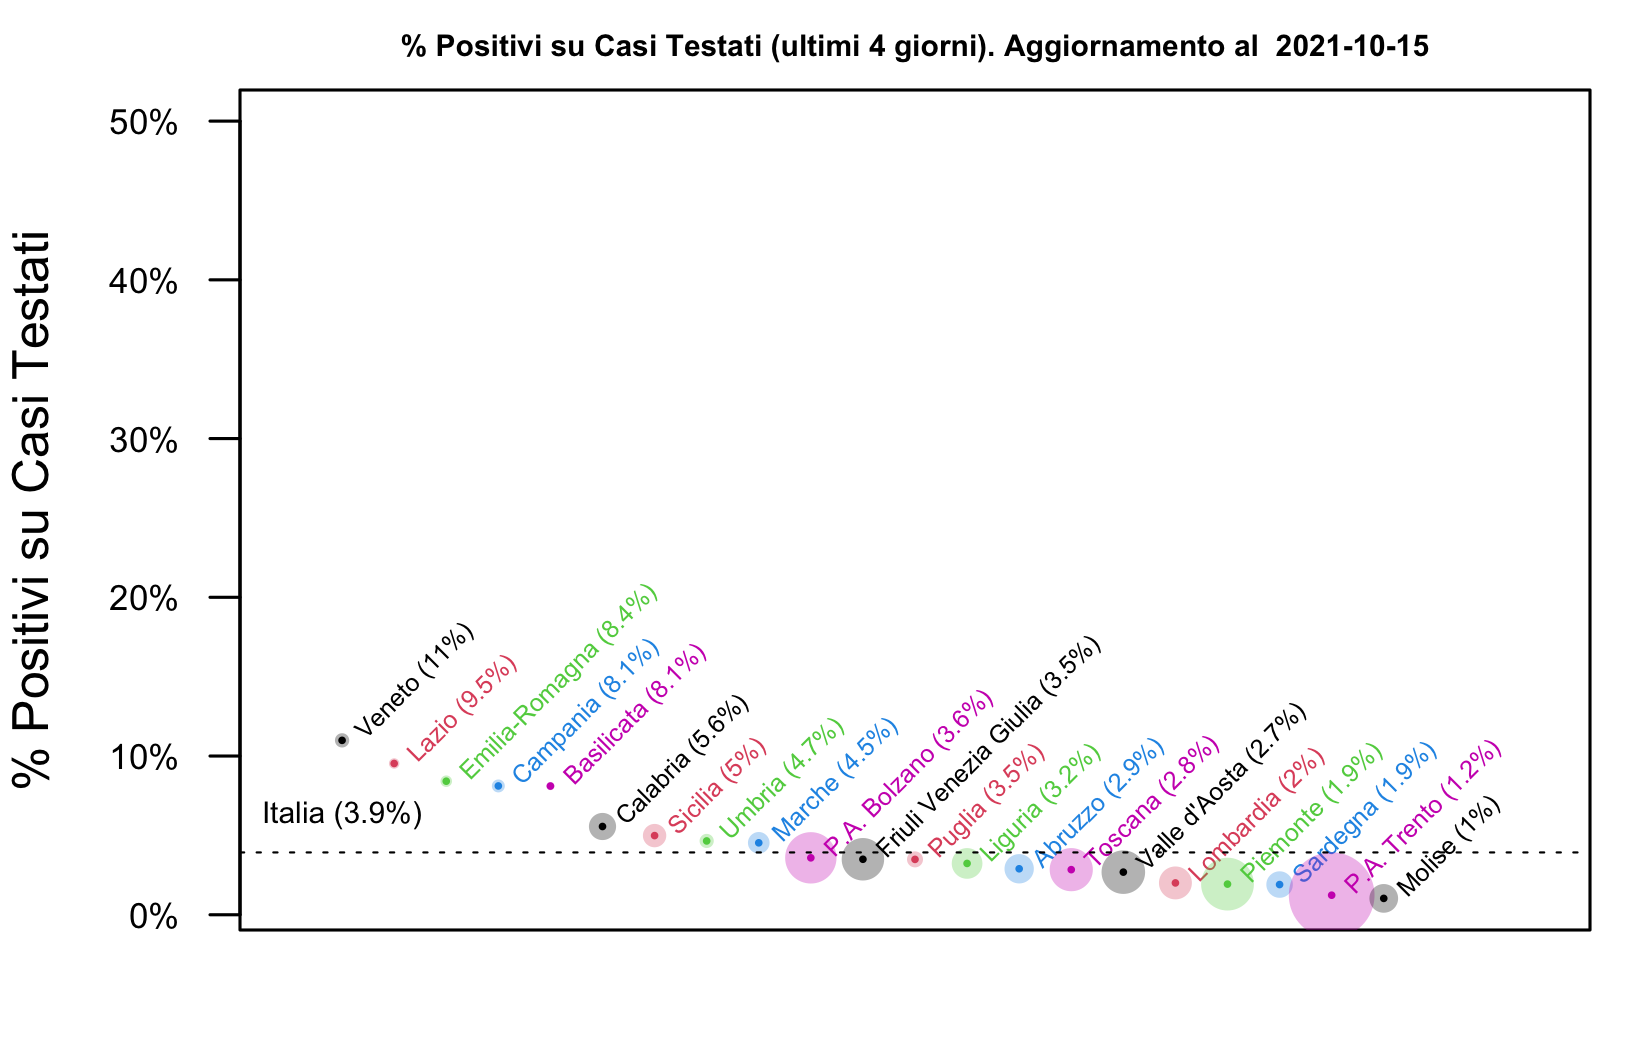 % Positivi su Casi Testati (ultimi 4 giorni). Aggiornamento al  2021-10-15
% Positivi su Casi Testati
50%
40%
30%
20%
10%
0%
Italia (3.9%)
Veneto (11%)
Lazio (9.5%)
Emilia-Romagna (8.4%)
Campania (8.1%)
Basilicata (8.1%)
Calabria (5.6%)
Sicilia (5%)
Umbria (4.7%)
Marche (4.5%)
P.A. Bolzano (3.6%)
Friuli Venezia Giulia (3.5%)
Puglia (3.5%)
Liguria (3.2%)
Abruzzo (2.9%)
Toscana (2.8%)
Valle d'Aosta (2.7%)
Lombardia (2%)
Piemonte (1.9%)
Sardegna (1.9%)
P.A. Trento (1.2%)
Molise (1%)